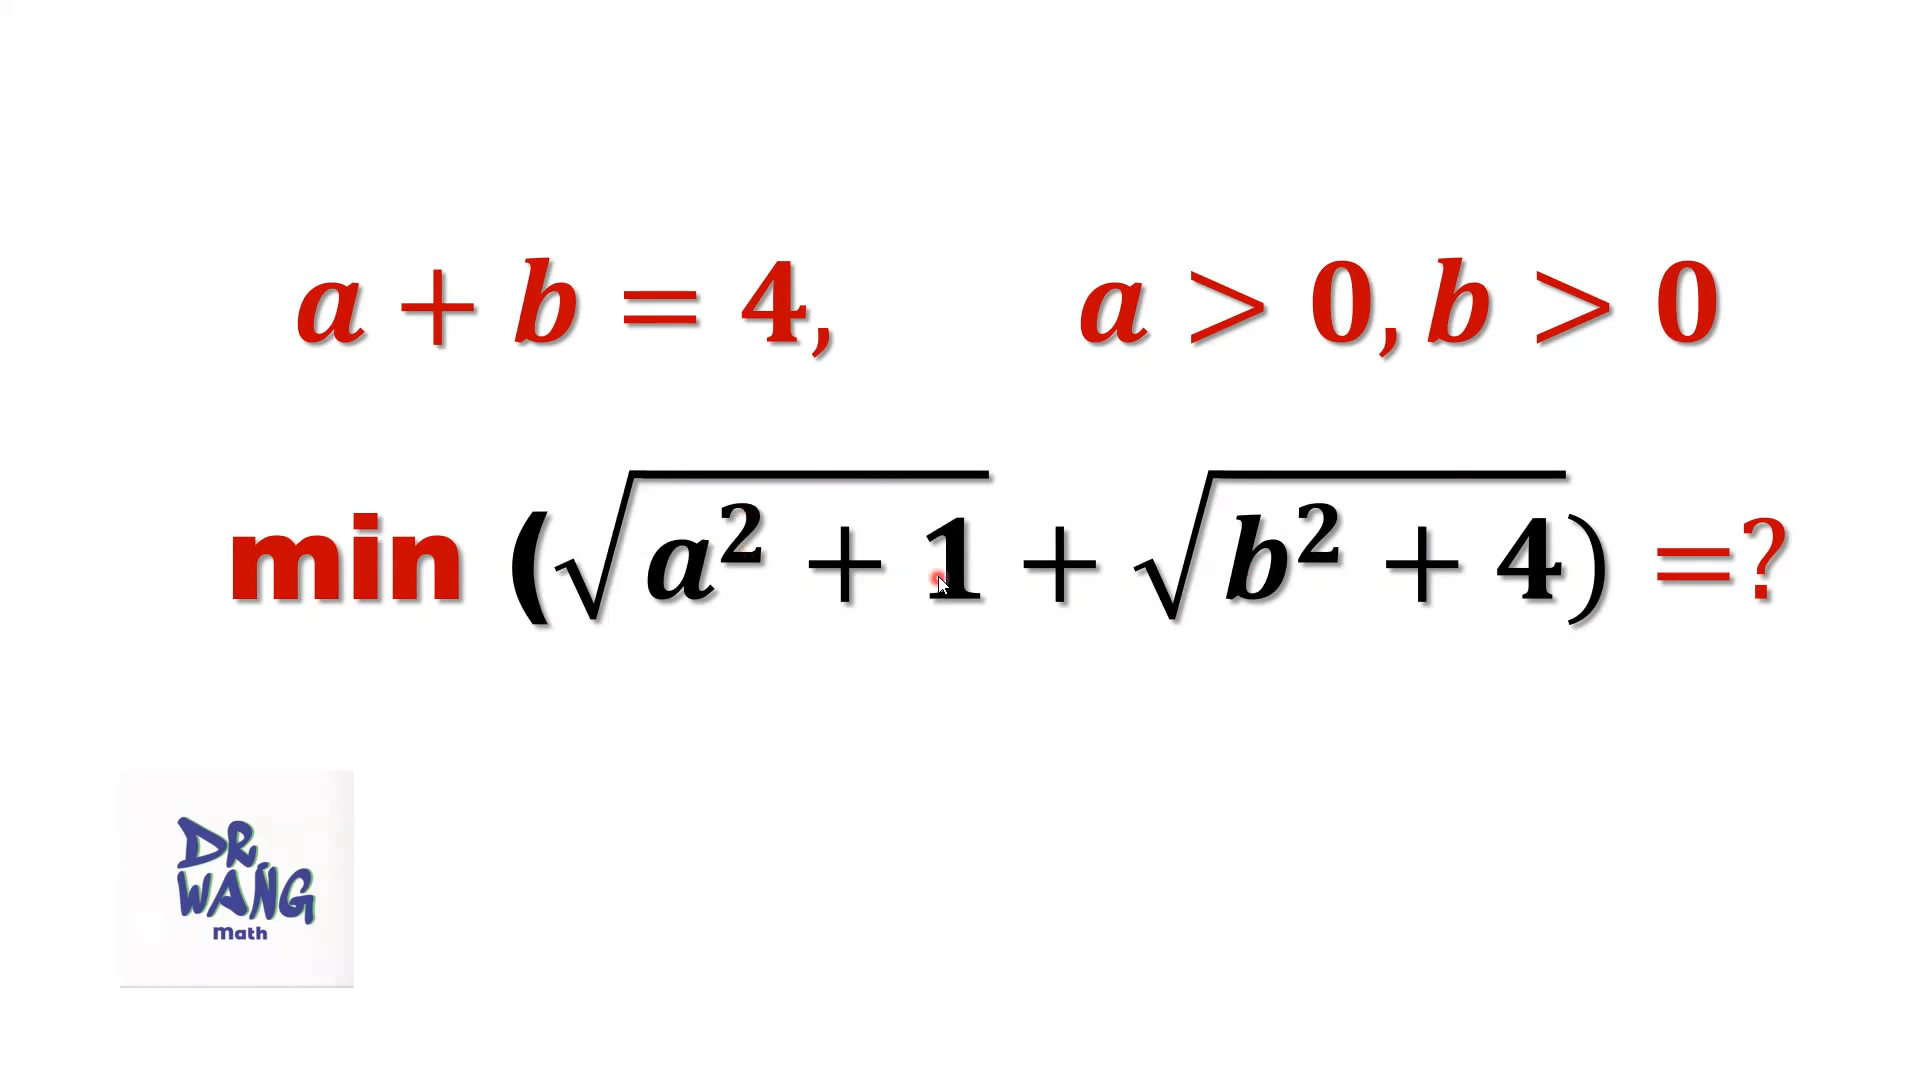 a + b = 4, a > 0, b > 0
min (√(a² + 1) + √(b² + 4)) =?
DR
WANG
Math